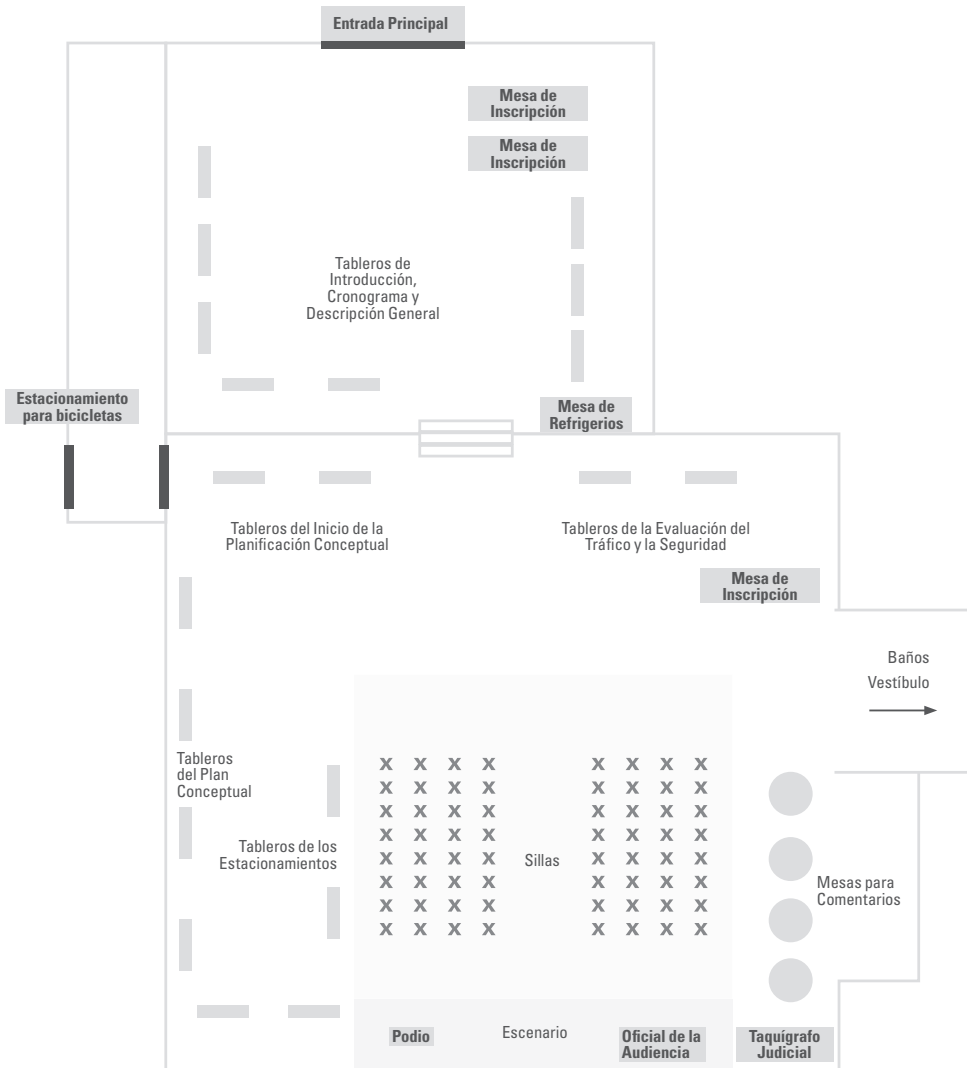 Entrada Principal
Mesa de
Inscripción
Mesa de
Inscripción
Tableros de
Introducción,
Cronograma y
Descripción General
Estacionamiento
para bicicletas
Mesa de
Refrigerios
Tableros del Inicio de la
Planificación Conceptual
Tableros de la Evaluación del
Tráfico y la Seguridad
Mesa de
Inscripción
Baños
Vestíbulo
Tableros
del Plan
Conceptual
Tableros de los
Estacionamientos
X X X X X X X X
X X X X X X X X
X X X X X X X X
X X X X X X X X
X X X X X X X X
X X X X X X X X
X X X X X X X X
X X X X X X X X
Sillas
Mesas para
Comentarios
Podio
Escenario
Oficial de la
Audiencia
Taquígrafo
Judicial